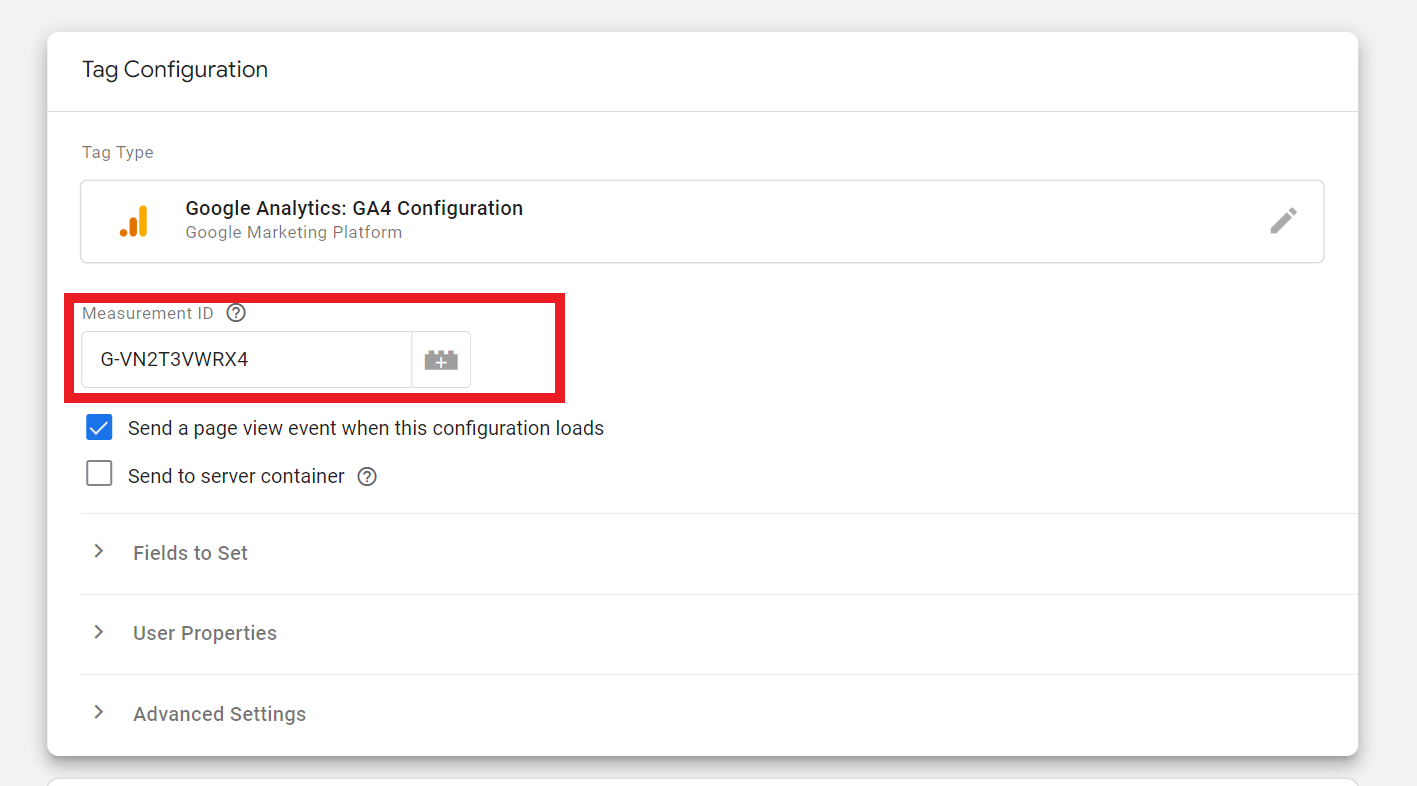 Tag Configuration
Tag Type
Google Analytics: GA4 Configuration
Google Marketing Platform
Measurement ID
G-VN2T3VWRX4
Send a page view event when this configuration loads
Send to server container
Fields to Set
User Properties
Advanced Settings